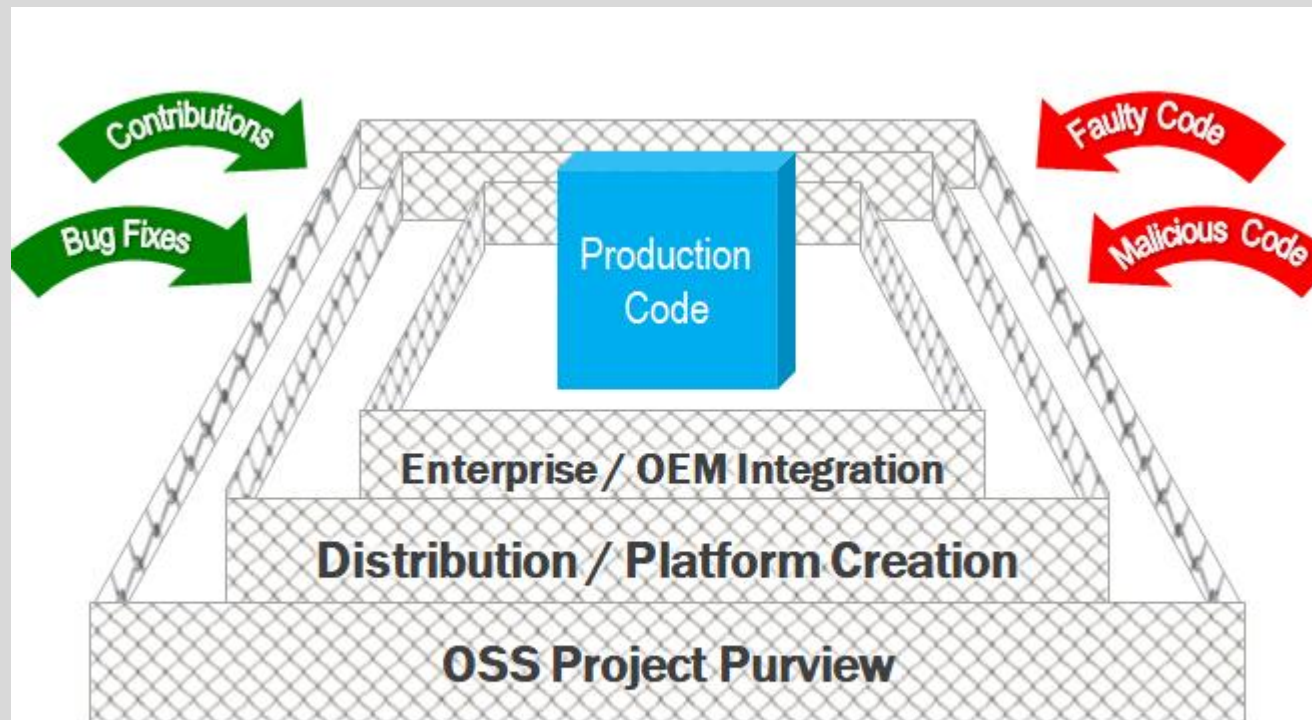 Contributions
Faulty Code
Bug Fixes
Malicious Code
Production
Code
Enterprise / OEM Integration
Distribution / Platform Creation
OSS Project Purview